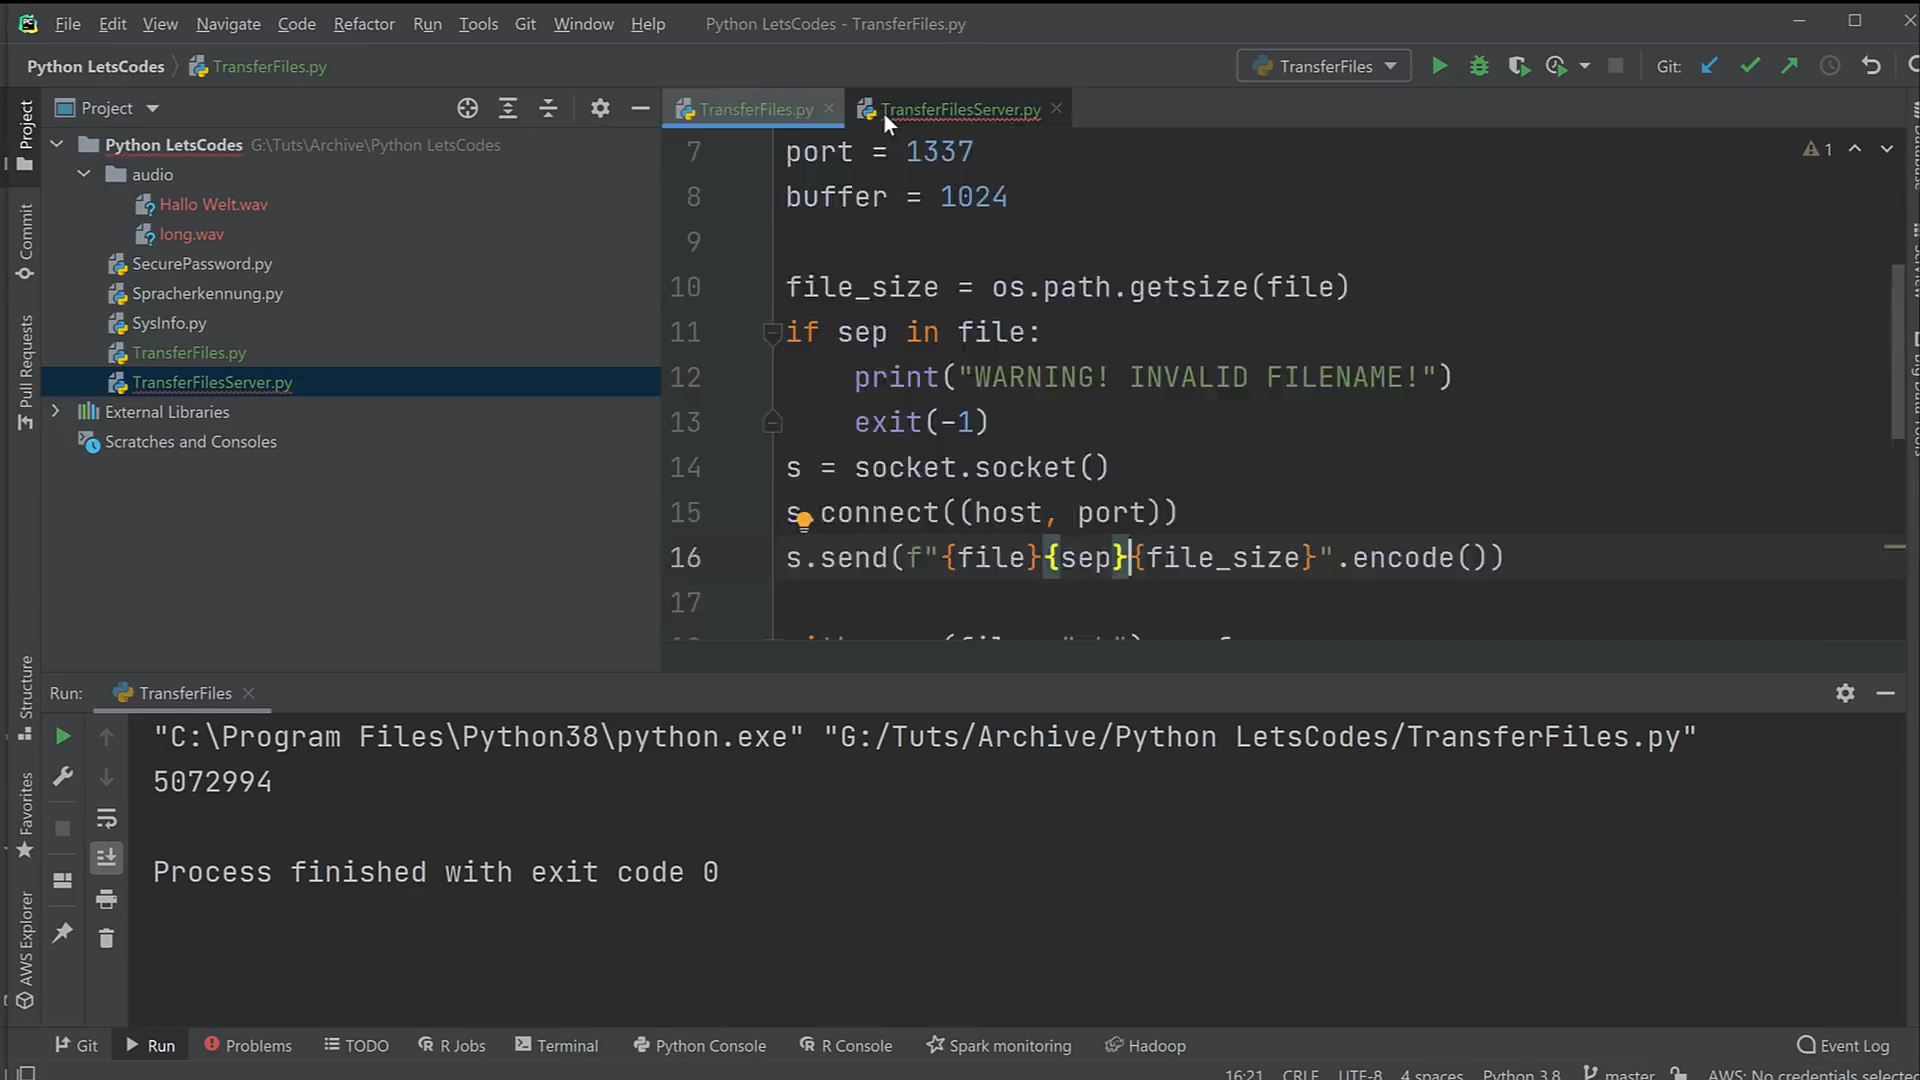 File Edit View Navigate Code Refactor Run Tools Git Window Help Python LetsCodes - TransferFiles.py
Python LetsCodes TransferFiles.py TransferFiles Git:
Project TransferFiles.py TransferFilesServer.py
Python LetsCodes G:\Tuts\Archive\Python LetsCodes
audio
Hallo Welt.wav
long.wav
SecurePassword.py
Spracherkennung.py
SysInfo.py
TransferFiles.py
TransferFilesServer.py
External Libraries
Scratches and Consoles
7 port = 1337
8 buffer = 1024
9
10 file_size = os.path.getsize(file)
11 if sep in file:
12 print("WARNING! INVALID FILENAME!")
13 exit(-1)
14 s = socket.socket()
15 s.connect((host, port))
16 s.send(f"{file}{sep}{file_size}".encode())
17
1
Project
Commit
Pull Requests
Structure
Favorites
AWS Explorer
Database
Run: TransferFiles
"C:\Program Files\Python38\python.exe" "G:/Tuts/Archive/Python LetsCodes/TransferFiles.py"
5072994
Process finished with exit code 0
Git Run Problems TODO R Jobs Terminal Python Console R Console Spark monitoring Hadoop Event Log
16:21 CRLF UTF-8 4 spaces Python 3.8 master AWS: No credentials selected